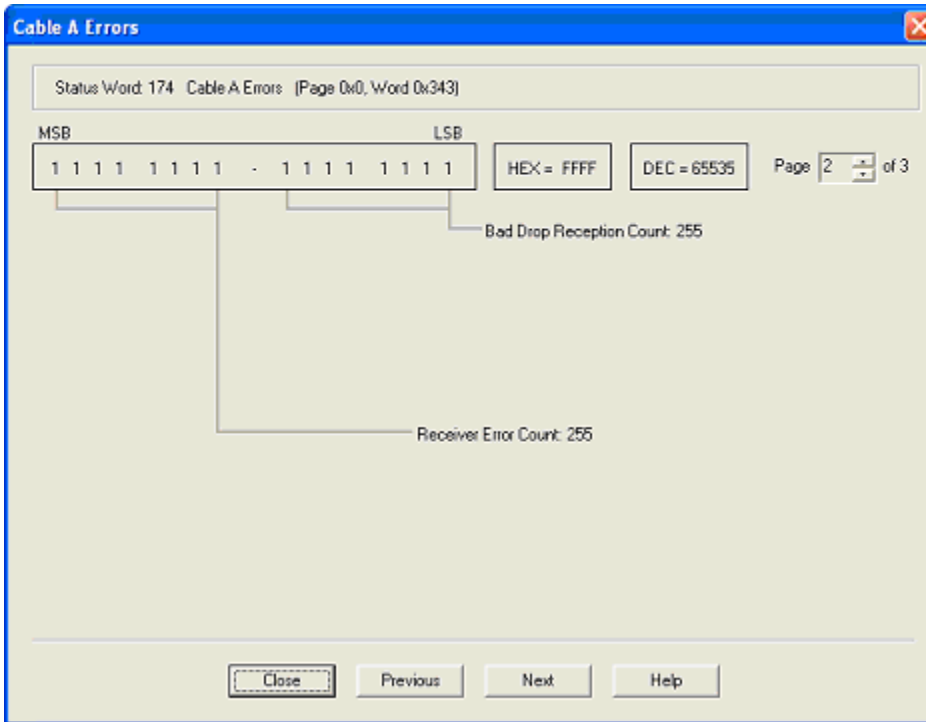 Cable A Errors
Status Word: 174 Cable A Errors (Page 0x0, Word 0x343)
MSB LSB
1 1 1 1 1 1 1 1 - 1 1 1 1 1 1 1 1 HEX = FFFF DEC = 65535 Page 2 of 3
Bad Drop Reception Count: 255
Receiver Error Count: 255
Close Previous Next Help